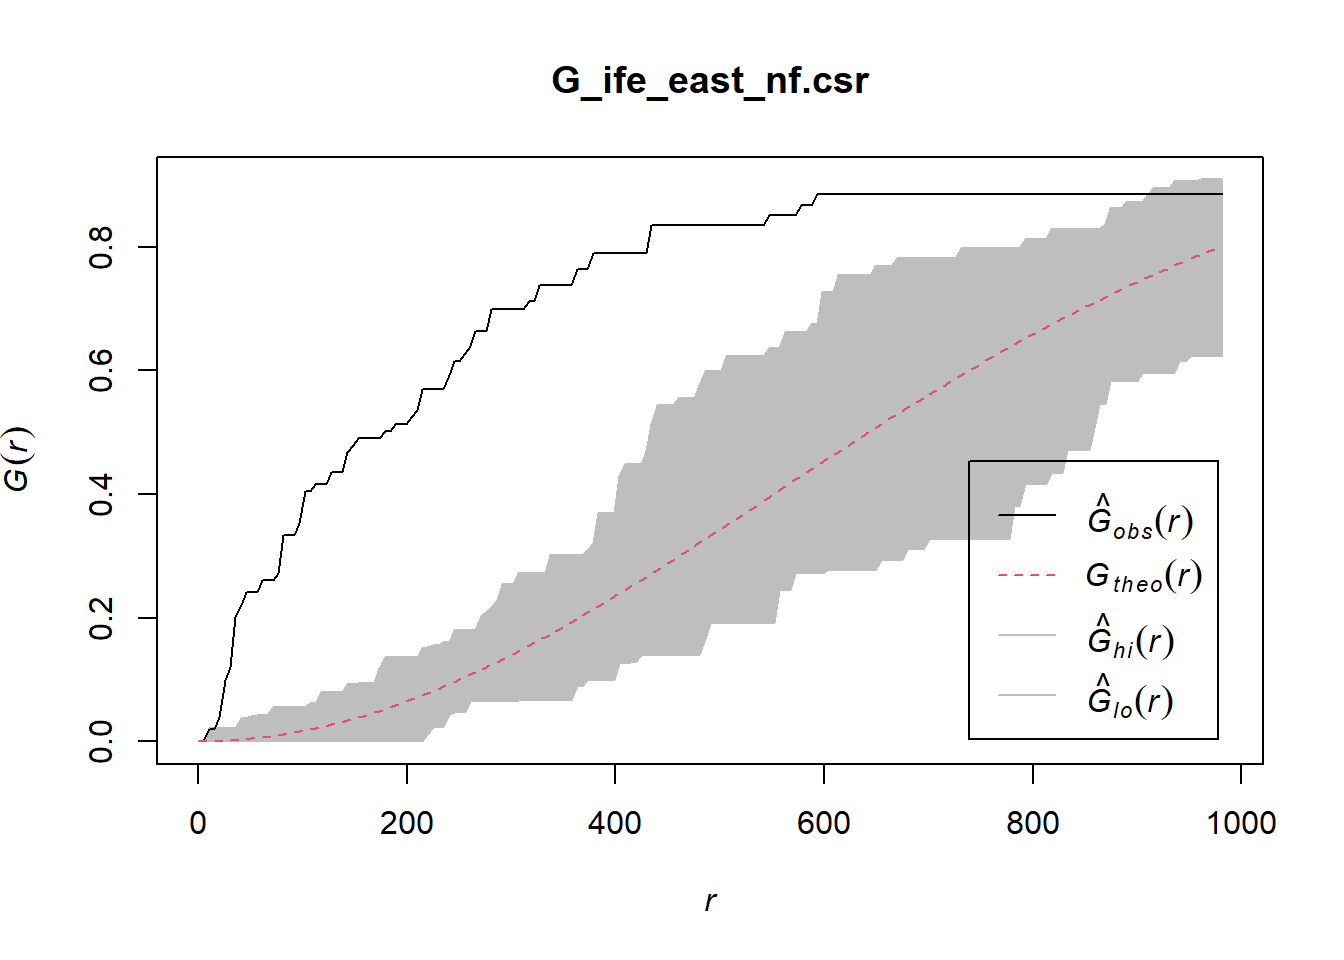 G_ife_east_nf.csr
G(r)
0.8
0.6
0.4
0.2
0.0
Ĝobs(r)
Gtheo(r)
Ĝhi(r)
Ĝlo(r)
0 200 400 600 800 1000
r